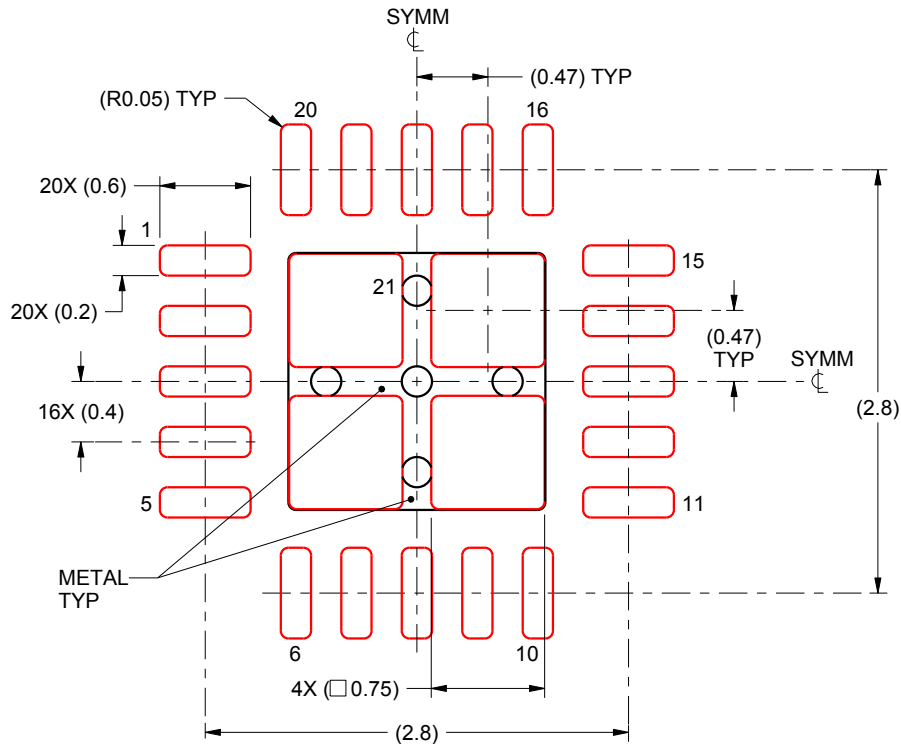 SYMM
℄
(0.47) TYP
(R0.05) TYP
20
16
20X (0.6)
1
15
21
20X (0.2)
(0.47)
TYP
SYMM
℄
16X (0.4)
(2.8)
5
11
METAL
TYP
6
10
4X (□ 0.75)
(2.8)